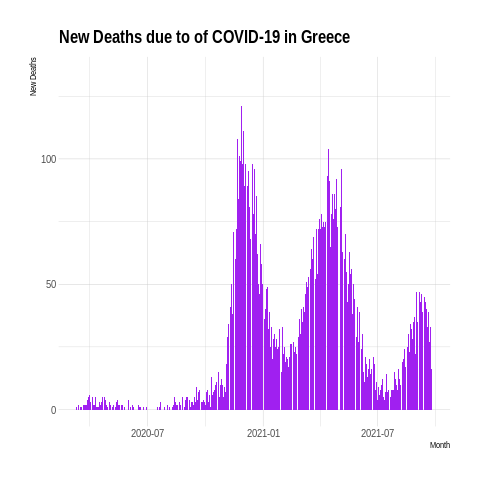 New Deaths due to of COVID-19 in Greece
New Deaths
100
50
0
2020-07 2021-01 2021-07
Month